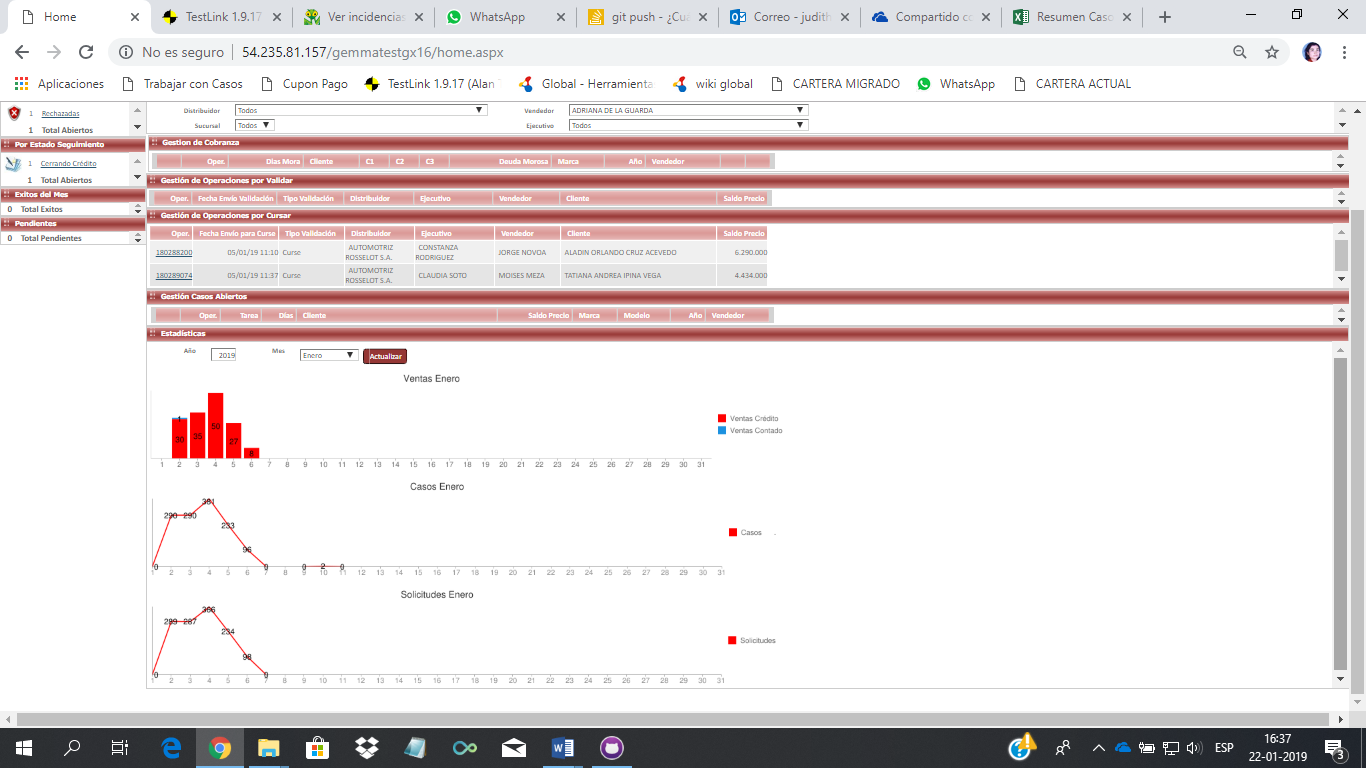 Home
TestLink 1.9.17
Ver incidencias
WhatsApp
git push - ¿Cuá
Correo - judith
Compartido co
Resumen Caso
No es seguro | 54.235.81.157/gemmatestgx16/home.aspx
Aplicaciones
Trabajar con Casos
Cupon Pago
TestLink 1.9.17 (Alan
Global - Herramienta
wiki global
CARTERA MIGRADO
WhatsApp
CARTERA ACTUAL
1 Rechazadas
1 Total Abiertos
Por Estado Seguimiento
1 Cerrando Crédito
1 Total Abiertos
Exitos del Mes
0 Total Exitos
Pendientes
0 Total Pendientes
Distribuidor Todos Vendedor ADRIANA DE LA GUARDA
Sucursal Todos Ejecutivo Todos
Gestion de Cobranza
Oper. Días Mora Cliente C1 C2 C3 Deuda Morosa Marca Año Vendedor
Gestión de Operaciones por Validar
Oper. Fecha Envío Validación Tipo Validación Distribuidor Ejecutivo Vendedor Cliente Saldo Precio
Gestión de Operaciones por Cursar
Oper. Fecha Envío para Curse Tipo Validación Distribuidor Ejecutivo Vendedor Cliente Saldo Precio
180288200 05/01/19 11:10 Curse AUTOMOTRIZ ROSSELOT S.A. CONSTANZA RODRIGUEZ JORGE NOVOA ALADIN ORLANDO CRUZ ACEVEDO 6.290.000
180289074 05/01/19 11:37 Curse AUTOMOTRIZ ROSSELOT S.A. CLAUDIA SOTO MOISES MEZA TATIANA ANDREA IPINA VEGA 4.434.000
Gestión Casos Abiertos
Oper. Tarea Días Cliente Saldo Precio Marca Modelo Año Vendedor
Estadísticas
Año 2019 Mes Enero Actualizar
Ventas Enero
1
30 35 50 27 8
Ventas Crédito
Ventas Contado
1 2 3 4 5 6 7 8 9 10 11 12 13 14 15 16 17 18 19 20 21 22 23 24 25 26 27 28 29 30 31
Casos Enero
0 290 290 381 233 96 0 0 2 0
Casos
1 2 3 4 5 6 7 8 9 10 11 12 13 14 15 16 17 18 19 20 21 22 23 24 25 26 27 28 29 30 31
Solicitudes Enero
0 289 287 366 234 98 0
Solicitudes
1 2 3 4 5 6 7 8 9 10 11 12 13 14 15 16 17 18 19 20 21 22 23 24 25 26 27 28 29 30 31
ESP
16:37
22-01-2019
3